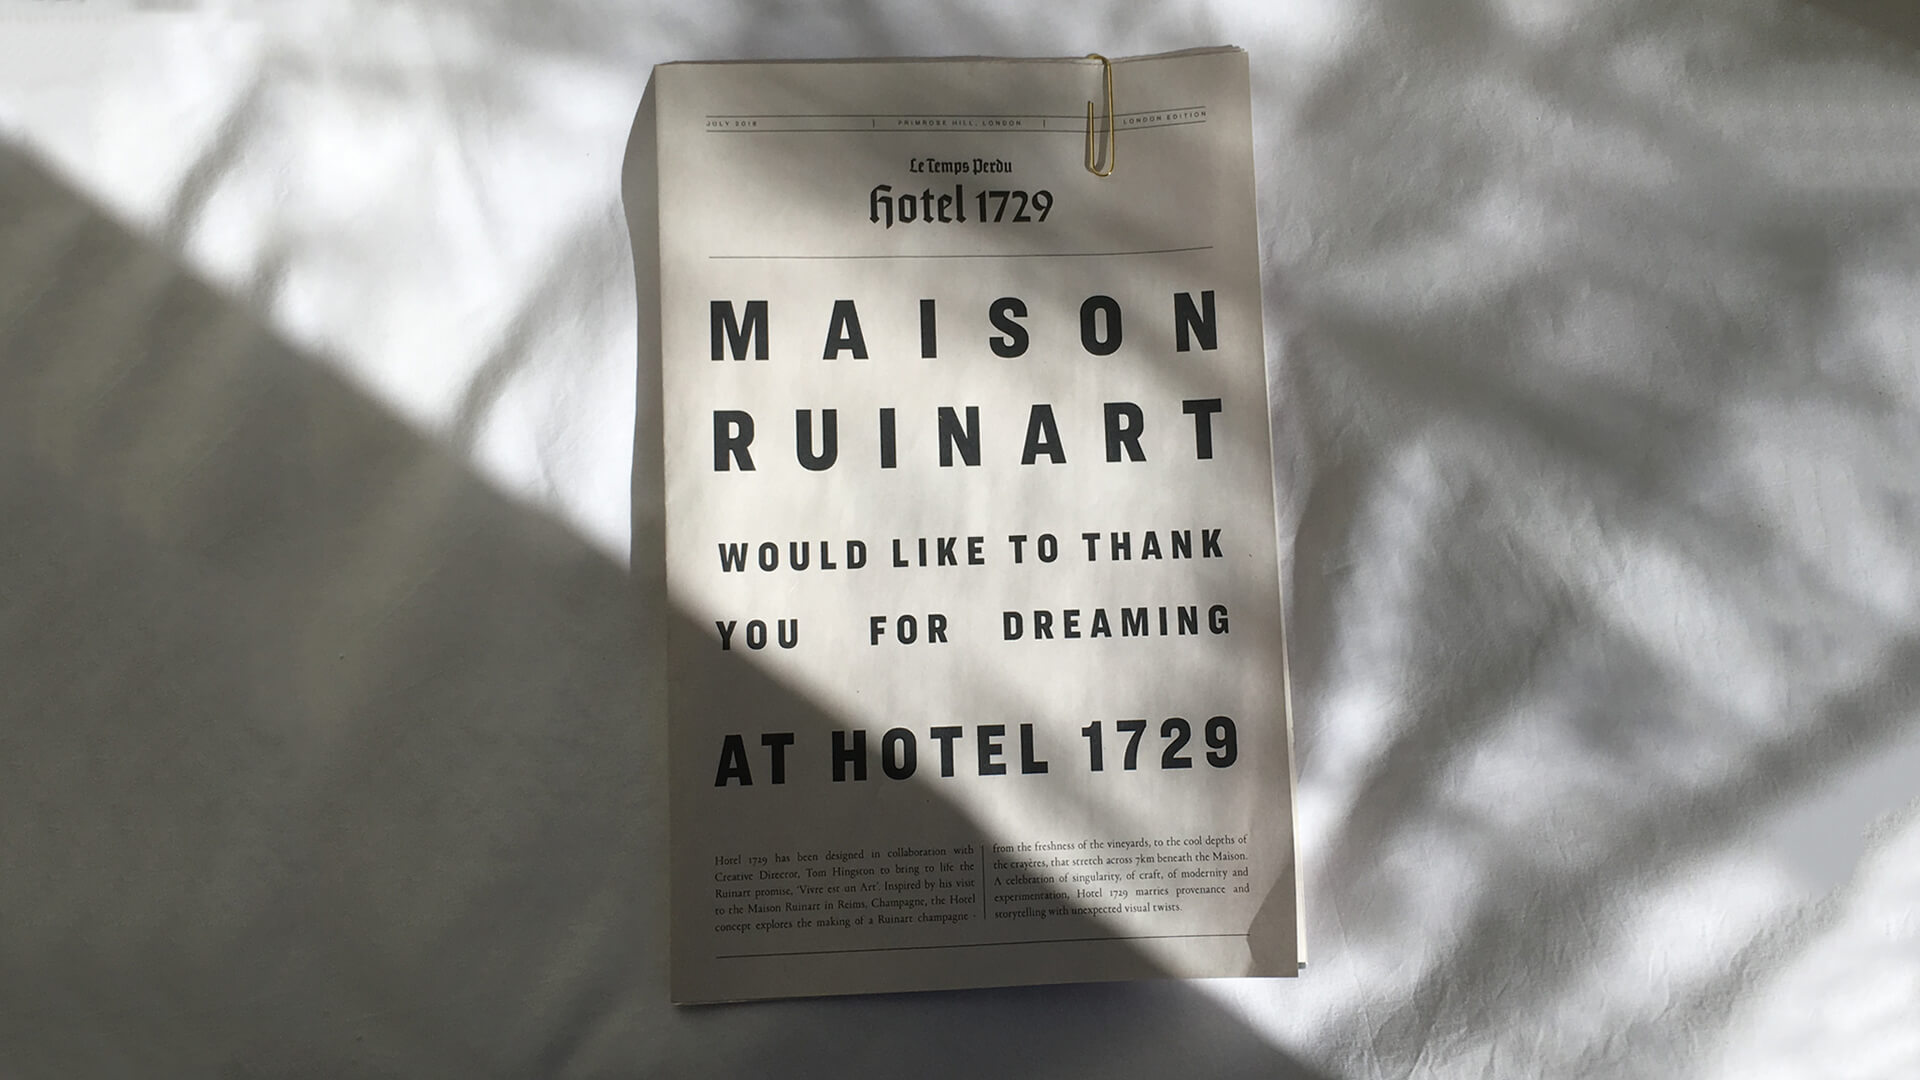 JULY 2018 | PRIMROSE HILL, LONDON | LONDON EDITION
Le Temps Perdu
Hotel 1729
MAISON
RUINART
WOULD LIKE TO THANK
YOU FOR DREAMING
AT HOTEL 1729
Hotel 1729 has been designed in collaboration with
Creative Director, Tom Hingston to bring to life the
Ruinart promise, 'Vivre est un Art'. Inspired by his visit
to the Maison Ruinart in Reims, Champagne, the Hotel
concept explores the making of a Ruinart champagne -
from the freshness of the vineyards, to the cool depths of
the crayères, that stretch across 7km beneath the Maison.
A celebration of singularity, of craft, of modernity and
experimentation, Hotel 1729 marries provenance and
storytelling with unexpected visual twists.